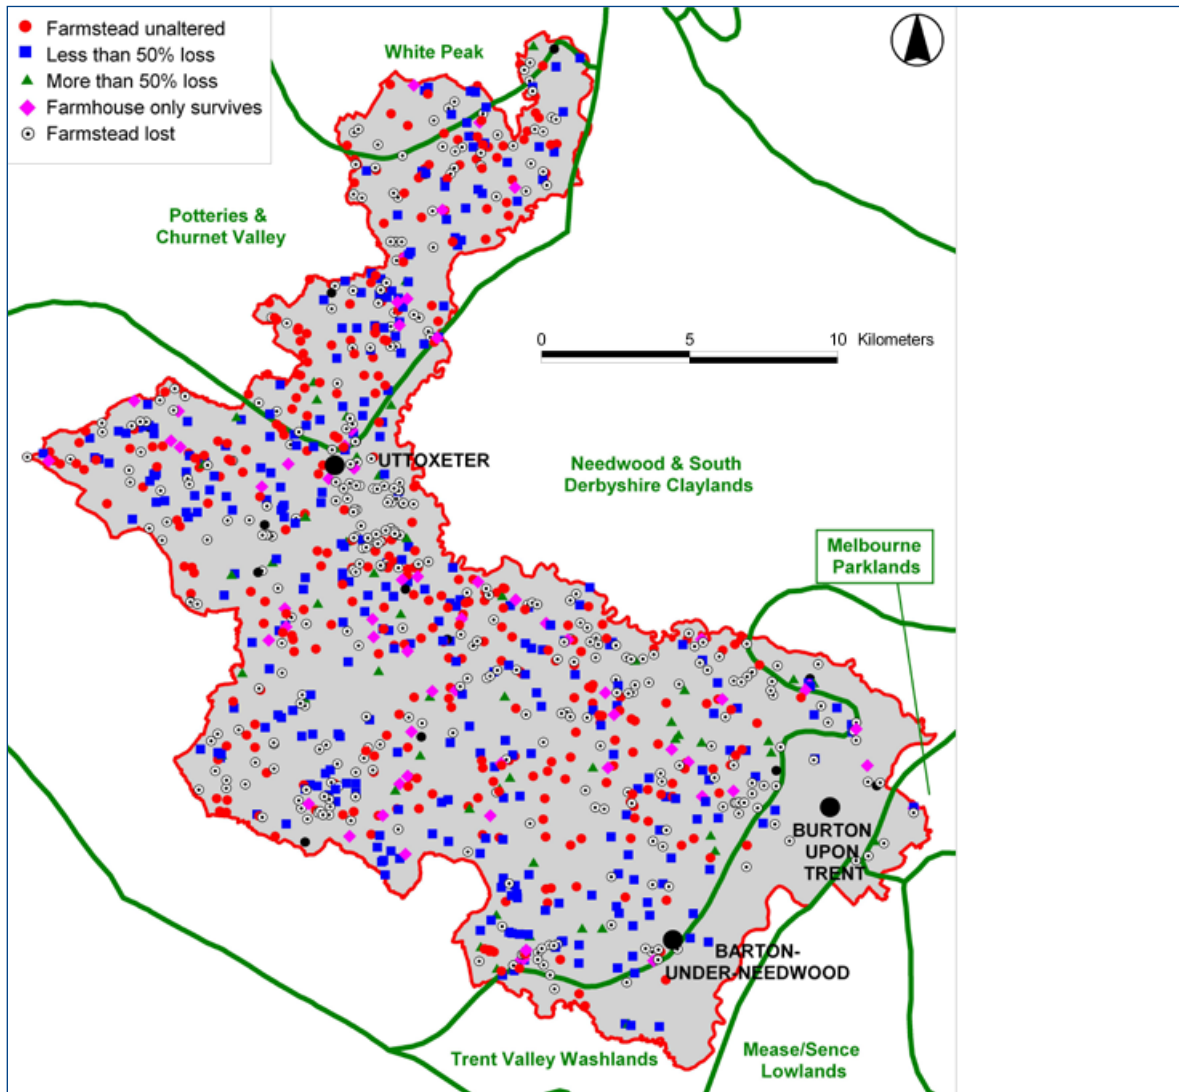 Farmstead unaltered
Less than 50% loss
More than 50% loss
Farmhouse only survives
Farmstead lost
White Peak
Potteries &
Churnet Valley
0 5 10 Kilometers
UTTOXETER
Needwood & South
Derbyshire Claylands
Melbourne
Parklands
BURTON
UPON
TRENT
BARTON-
UNDER-NEEDWOOD
Trent Valley Washlands
Mease/Sence
Lowlands